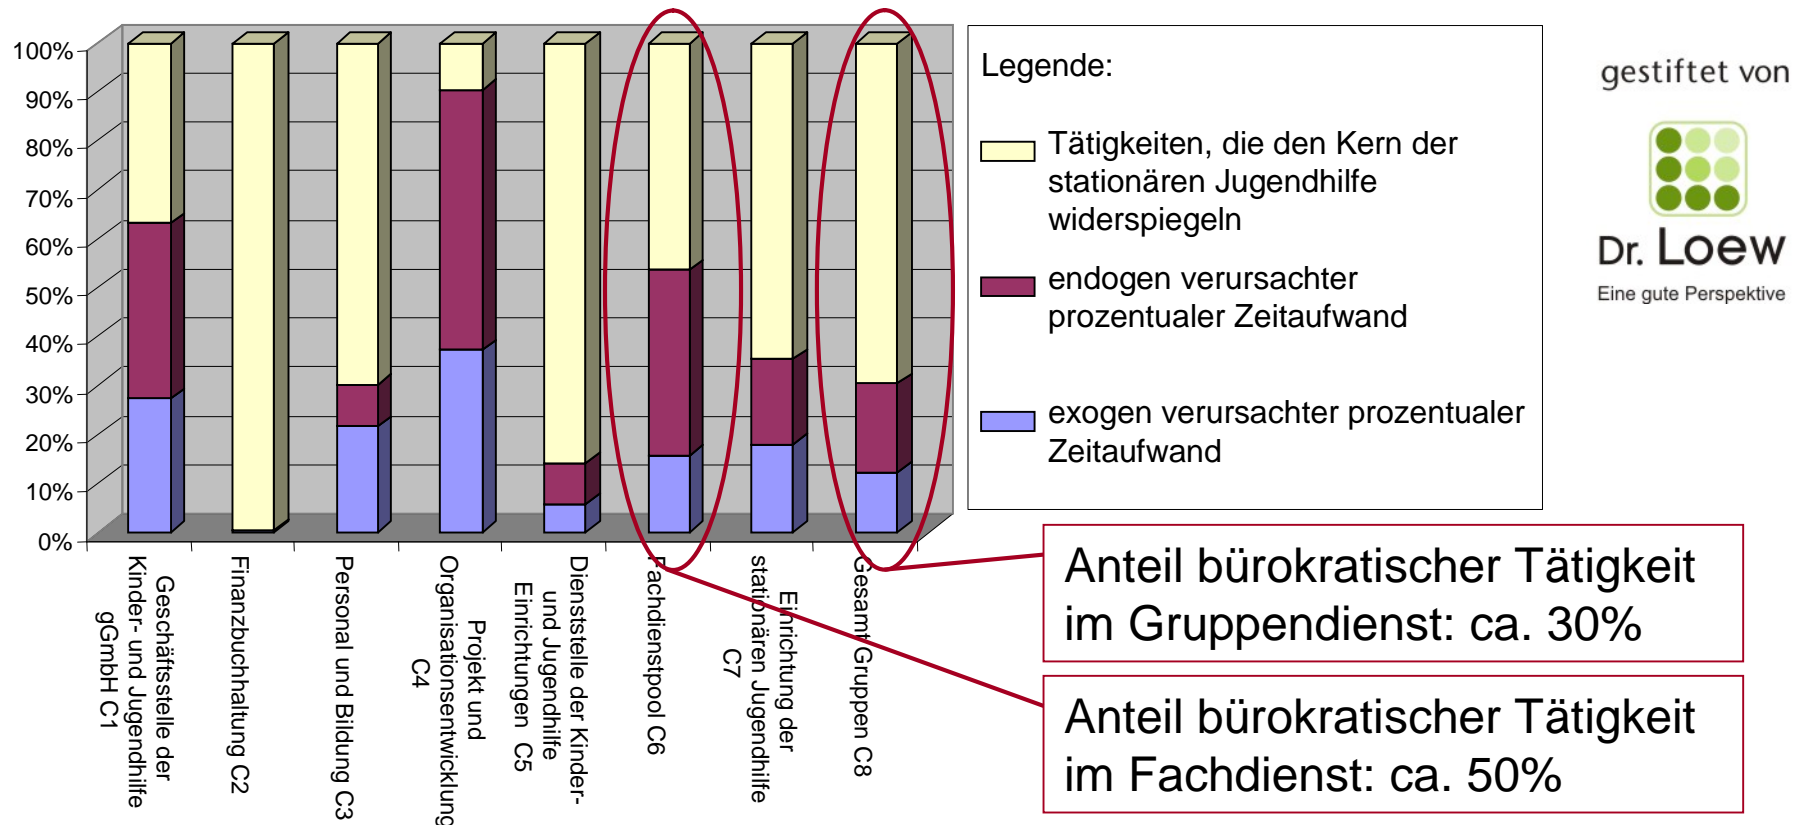 100%
90%
80%
70%
60%
50%
40%
30%
20%
10%
0%
Geschäftsstelle der
Kinder- und Jugendhilfe
gGmbH C1
Finanzbuchhaltung C2
Personal und Bildung C3
Projekt und
Organisationsentwicklung
C4
Dienststelle der Kinder-
und Jugendhilfe
Einrichtungen C5
Fachdienstpool C6
Einrichtung der
stationären Jugendhilfe
C7
Gesamt Gruppen C8
Legende:
Tätigkeiten, die den Kern der
stationären Jugendhilfe
widerspiegeln
endogen verursachter
prozentualer Zeitaufwand
exogen verursachter prozentualer
Zeitaufwand
gestiftet von
Dr. Loew
Eine gute Perspektive
Anteil bürokratischer Tätigkeit
im Gruppendienst: ca. 30%
Anteil bürokratischer Tätigkeit
im Fachdienst: ca. 50%